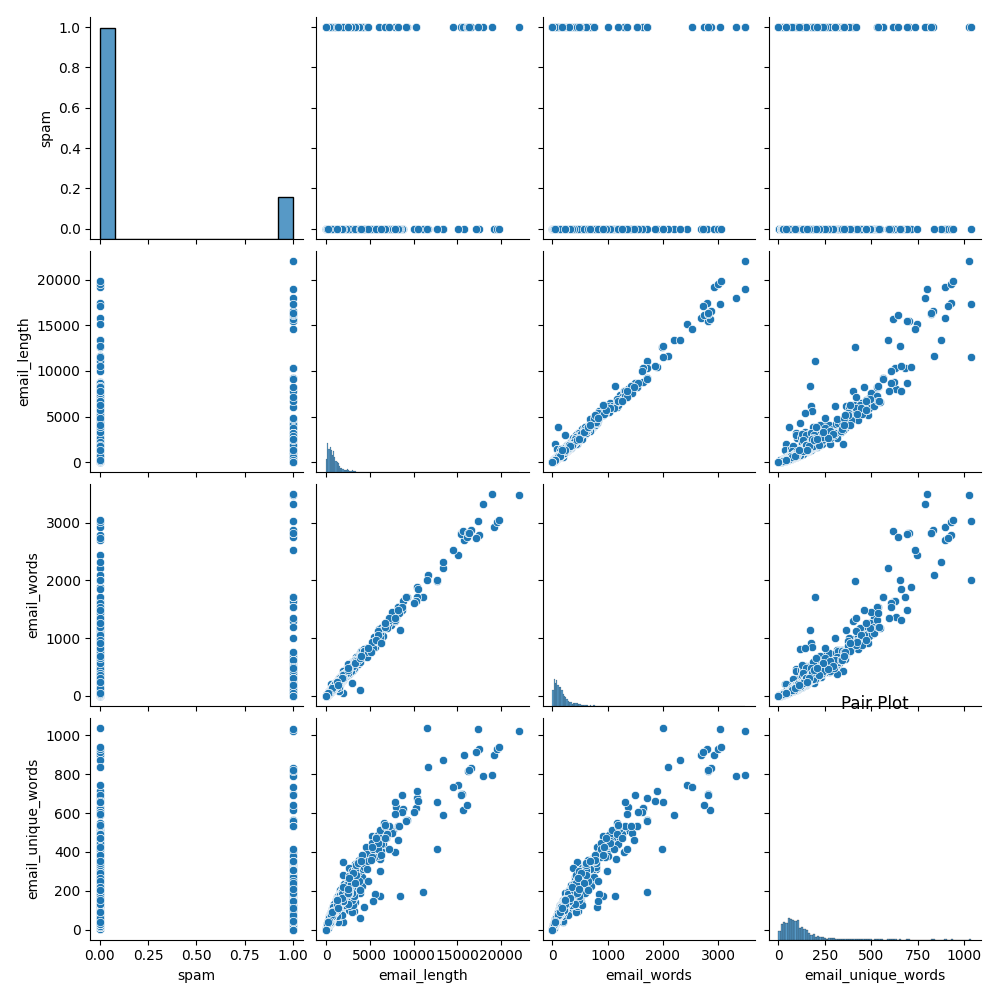 1.0
0.8
0.6
0.4
0.2
0.0
spam
20000
15000
10000
5000
0
email_length
3000
2000
1000
0
email_words
Pair Plot
1000
800
600
400
200
0
email_unique_words
0.00 0.25 0.50 0.75 1.00
0 5000 10000 15000 20000
0 1000 2000 3000
0 250 500 750 1000
spam
email_length
email_words
email_unique_words